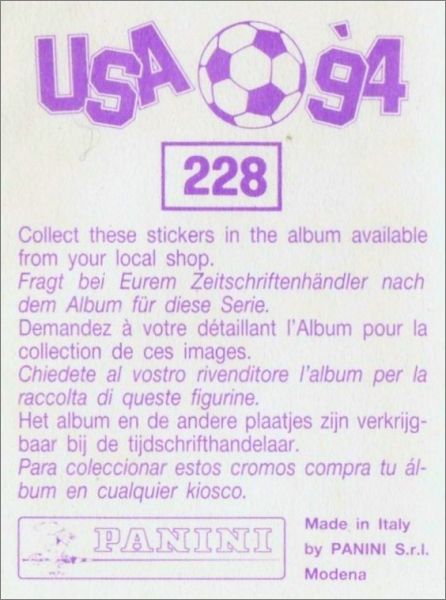 USA '94
228
Collect these stickers in the album available
from your local shop.
Fragt bei Eurem Zeitschriftenhändler nach
dem Album für diese Serie.
Demandez à votre détaillant l'Album pour la
collection de ces images.
Chiedete al vostro rivenditore l'album per la
raccolta di queste figurine.
Het album en de andere plaatjes zijn verkrijg-
baar bij de tijdschrifthandelaar.
Para coleccionar estos cromos compra tu ál-
bum en cualquier kiosco.
PANINI
Made in Italy
by PANINI S.r.l.
Modena